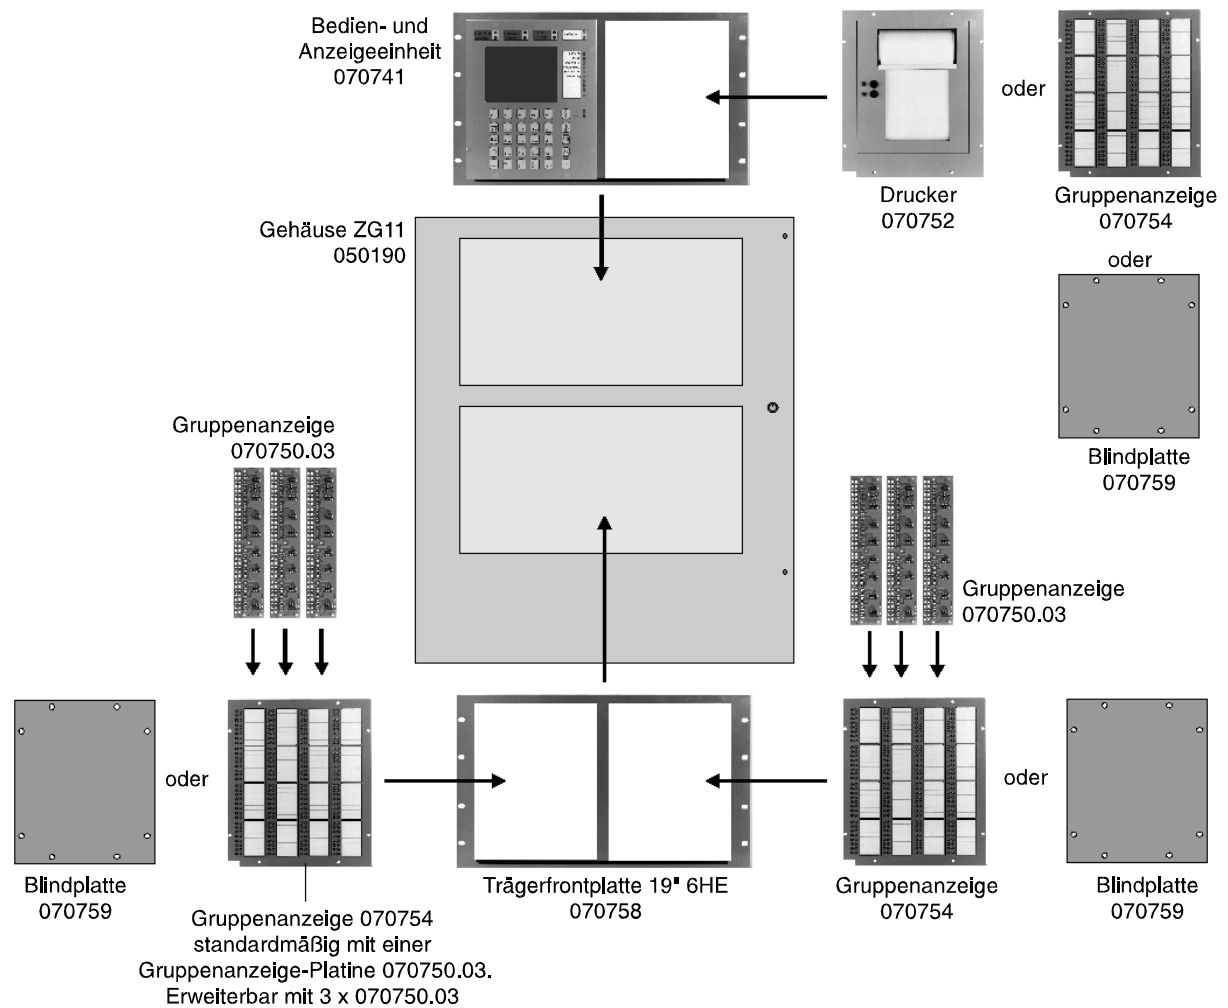 Bedien- und
Anzeigeeinheit
070741
oder
Drucker
070752
Gruppenanzeige
070754
oder
Gehäuse ZG11
050190
Blindplatte
070759
Gruppenanzeige
070750.03
Gruppenanzeige
070750.03
oder
oder
Blindplatte
070759
Trägerfrontplatte 19" 6HE
070758
Gruppenanzeige
070754
Blindplatte
070759
Gruppenanzeige 070754
standardmäßig mit einer
Gruppenanzeige-Platine 070750.03.
Erweiterbar mit 3 x 070750.03